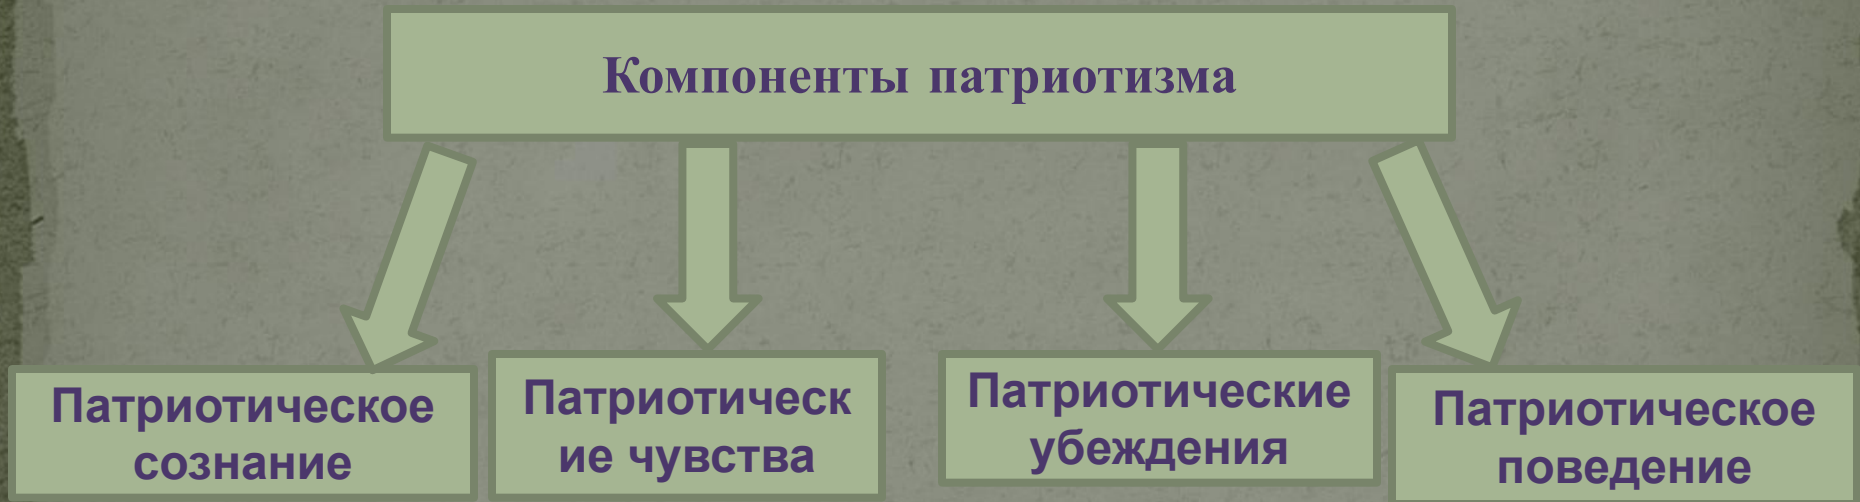 Компоненты патриотизма
Патриотическое
сознание
Патриотическ
ие чувства
Патриотические
убеждения
Патриотическое
поведение